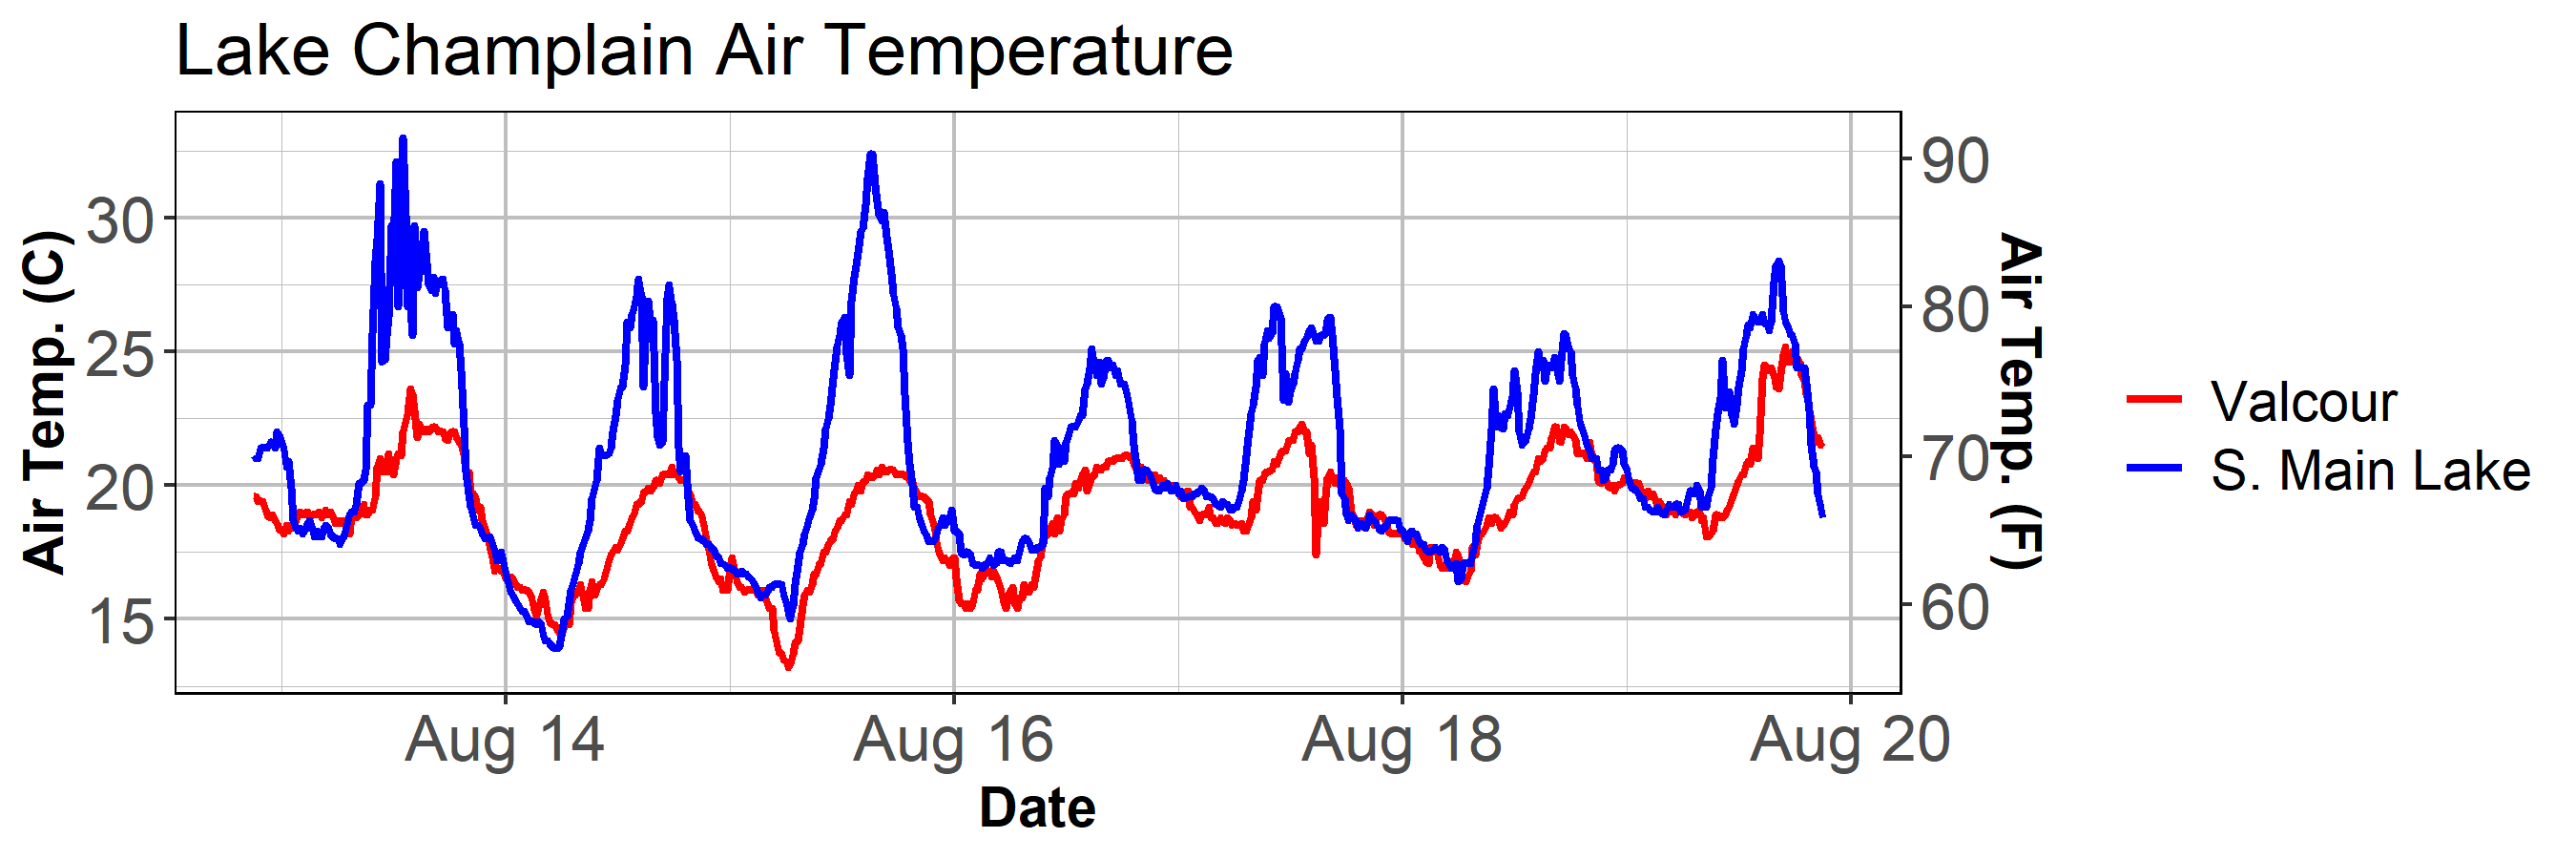 Lake Champlain Air Temperature
Air Temp. (C)
30
25
20
15
90
80
70
60
Air Temp. (F)
Aug 14
Aug 16
Aug 18
Aug 20
Date
Valcour
S. Main Lake